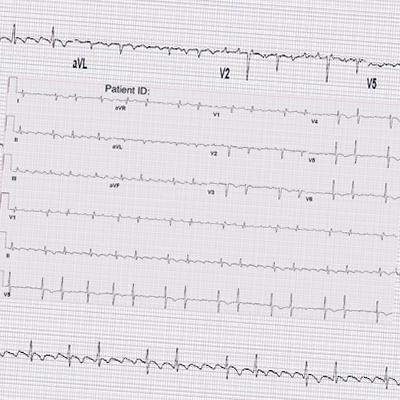 aVL V2 V5
Patient ID:
I aVR V1 V4
II aVL V2 V5
III aVF V3 V6
V1
II
V5